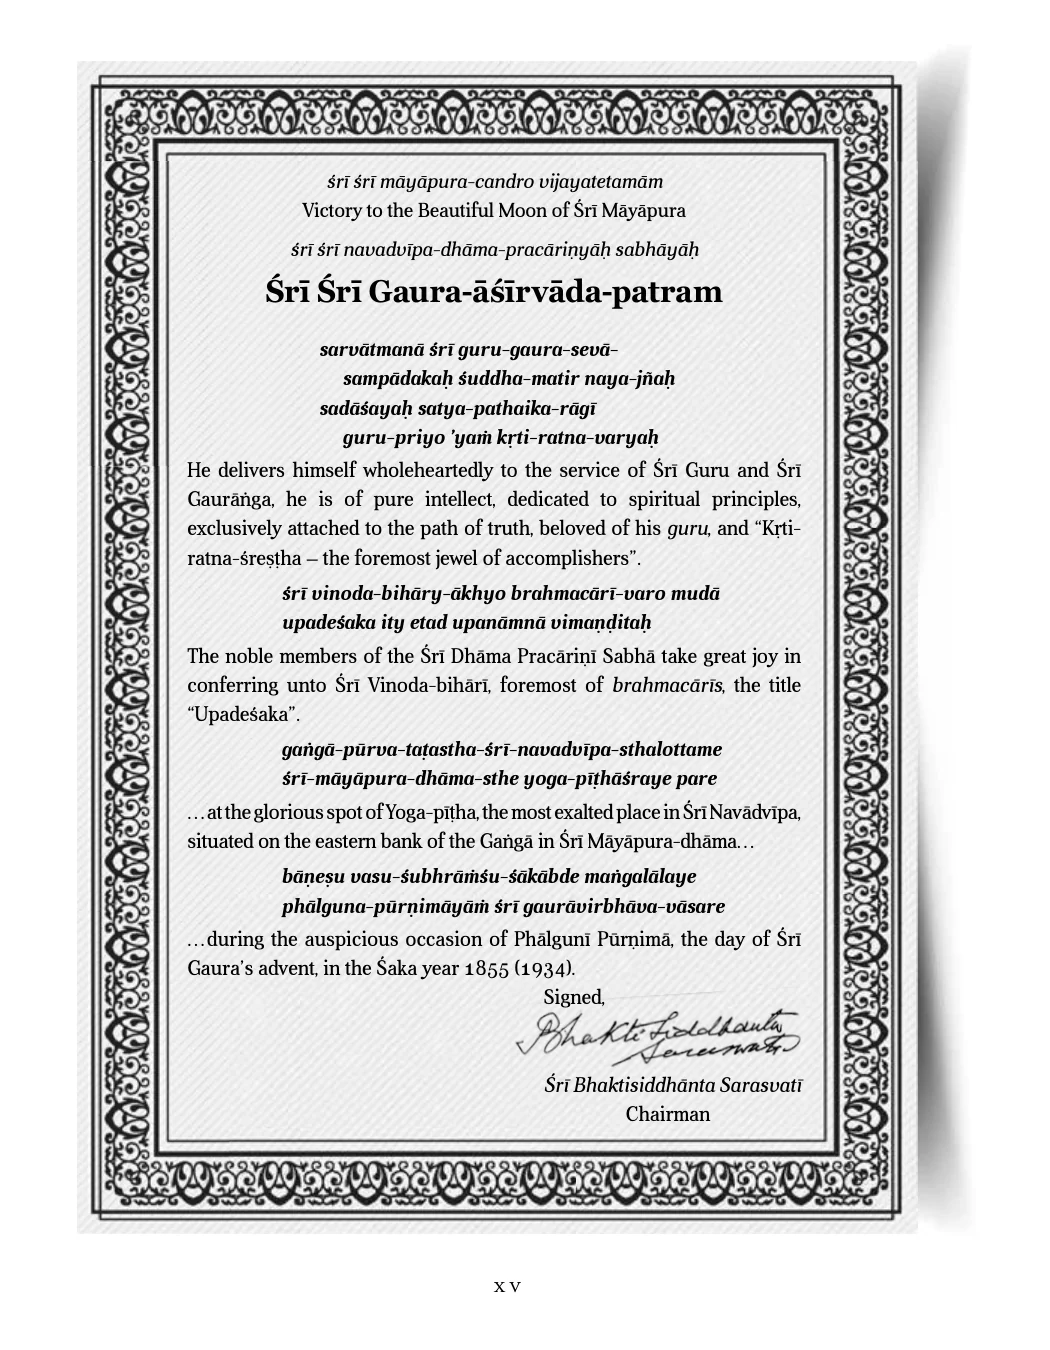 śrī śrī māyāpura-candro vijayatetamām
Victory to the Beautiful Moon of Śrī Māyāpura
śrī śrī navadvīpa-dhāma-pracāriṇyāḥ sabhāyāḥ
Śrī Śrī Gaura-āśīrvāda-patram
sarvātmanā śrī guru-gaura-sevā-
sampādakaḥ śuddha-matir naya-jñaḥ
sadāśayaḥ satya-pathaika-rāgī
guru-priyo ’yaṁ kṛti-ratna-varyaḥ
He delivers himself wholeheartedly to the service of Śrī Guru and Śrī
Gaurāṅga, he is of pure intellect, dedicated to spiritual principles,
exclusively attached to the path of truth, beloved of his guru, and “Kṛti-
ratna-śreṣṭha – the foremost jewel of accomplishers”.
śrī vinoda-bihāry-ākhyo brahmacārī-varo mudā
upadeśaka ity etad upanāmnā vimaṇḍitaḥ
The noble members of the Śrī Dhāma Pracāriṇī Sabhā take great joy in
conferring unto Śrī Vinoda-bihārī, foremost of brahmacārīs, the title
“Upadeśaka”.
gaṅgā-pūrva-taṭastha-śrī-navadvīpa-sthalottame
śrī-māyāpura-dhāma-sthe yoga-pīṭhāśraye pare
…at the glorious spot of Yoga-pīṭha, the most exalted place in Śrī Navādvīpa,
situated on the eastern bank of the Gaṅgā in Śrī Māyāpura-dhāma…
bāṇeṣu vasu-śubhrāṁśu-śākābde maṅgalālaye
phālguna-pūrṇimāyāṁ śrī gaurāvirbhāva-vāsare
…during the auspicious occasion of Phālgunī Pūrṇimā, the day of Śrī
Gaura’s advent, in the Śaka year 1855 (1934).
Signed,
Bhakti Siddhanta
Saraswati
Śrī Bhaktisiddhānta Sarasvatī
Chairman
XV